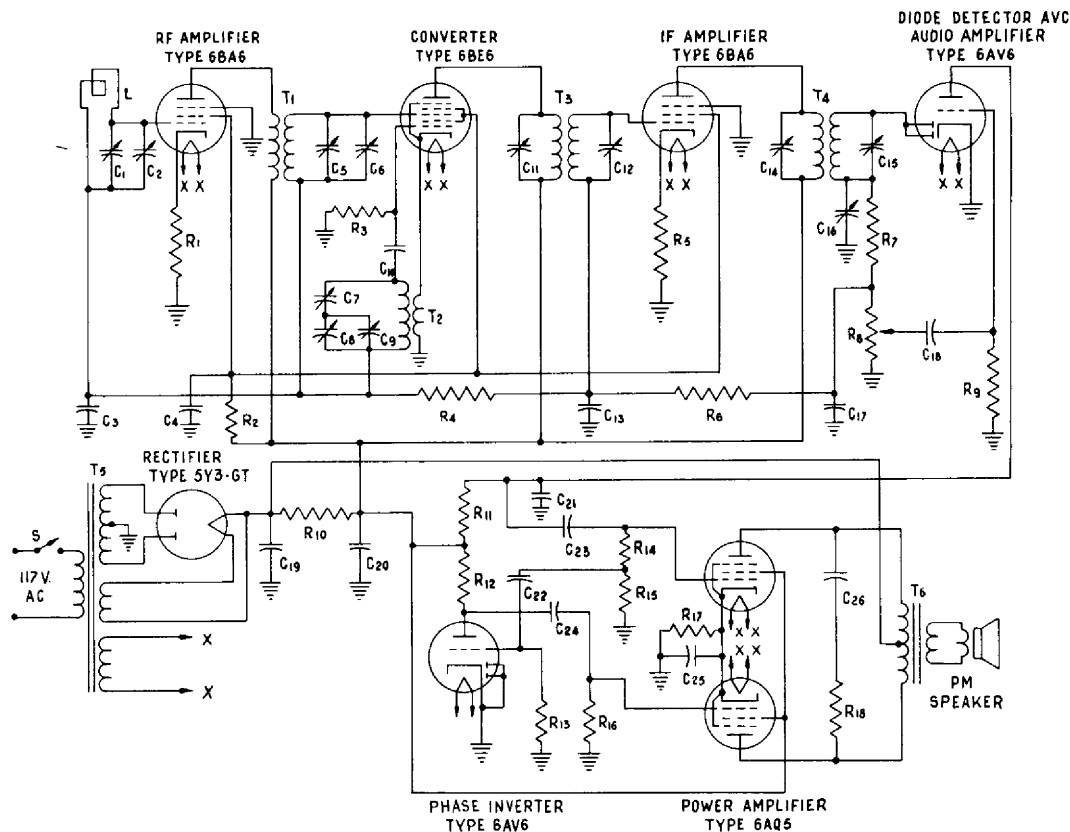 RF AMPLIFIER
TYPE 6BA6
CONVERTER
TYPE 6BE6
IF AMPLIFIER
TYPE 6BA6
DIODE DETECTOR AVC
AUDIO AMPLIFIER
TYPE 6AV6
L
T1
T3
T4
C1
C2
C5
C6
C11
C12
C14
C15
X X
X X
X X
X X
R1
R3
R5
C16
R7
C10
C7
C8
C9
T2
R8
C18
R9
C3
C4
R2
R4
C13
R6
C17
RECTIFIER
TYPE 5Y3-GT
T5
S
117 V.
AC
R10
C19
C20
X
X
R11
C21
C23
R14
R12
C22
R15
C24
R17
C25
X X
X X
C26
T6
R13
R16
R18
PM
SPEAKER
PHASE INVERTER
TYPE 6AV6
POWER AMPLIFIER
TYPE 6AQ5